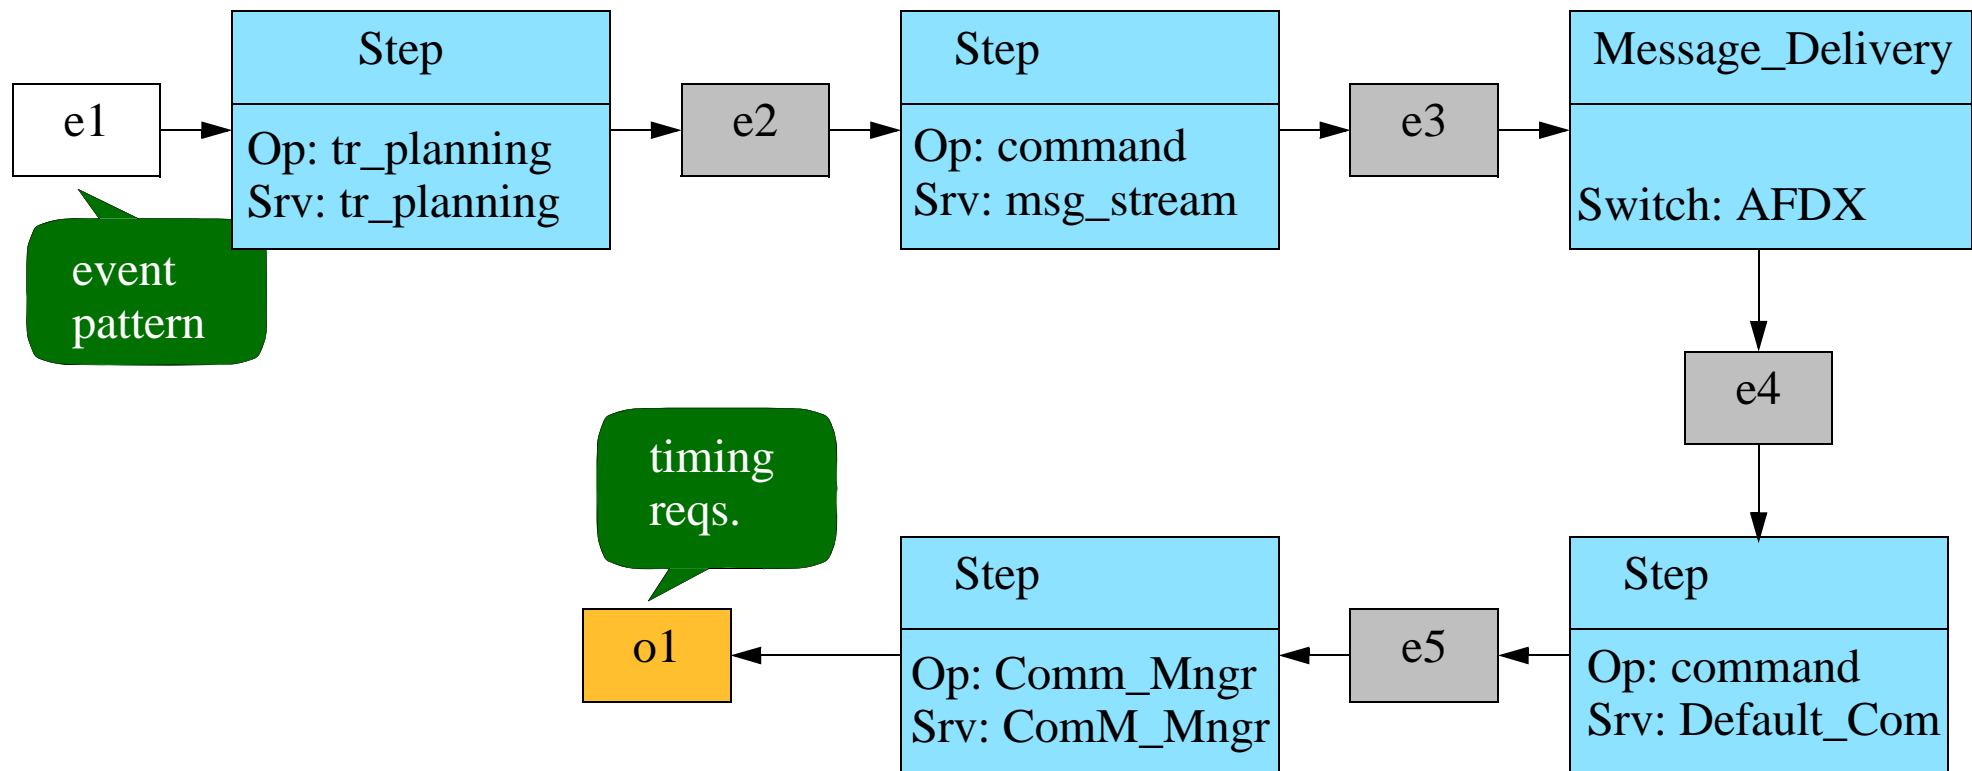 e1
Step
Op: tr_planning
Srv: tr_planning
event
pattern
e2
Step
Op: command
Srv: msg_stream
e3
Message_Delivery
Switch: AFDX
e4
Step
Op: command
Srv: Default_Com
e5
Step
Op: Comm_Mngr
Srv: ComM_Mngr
timing
reqs.
o1